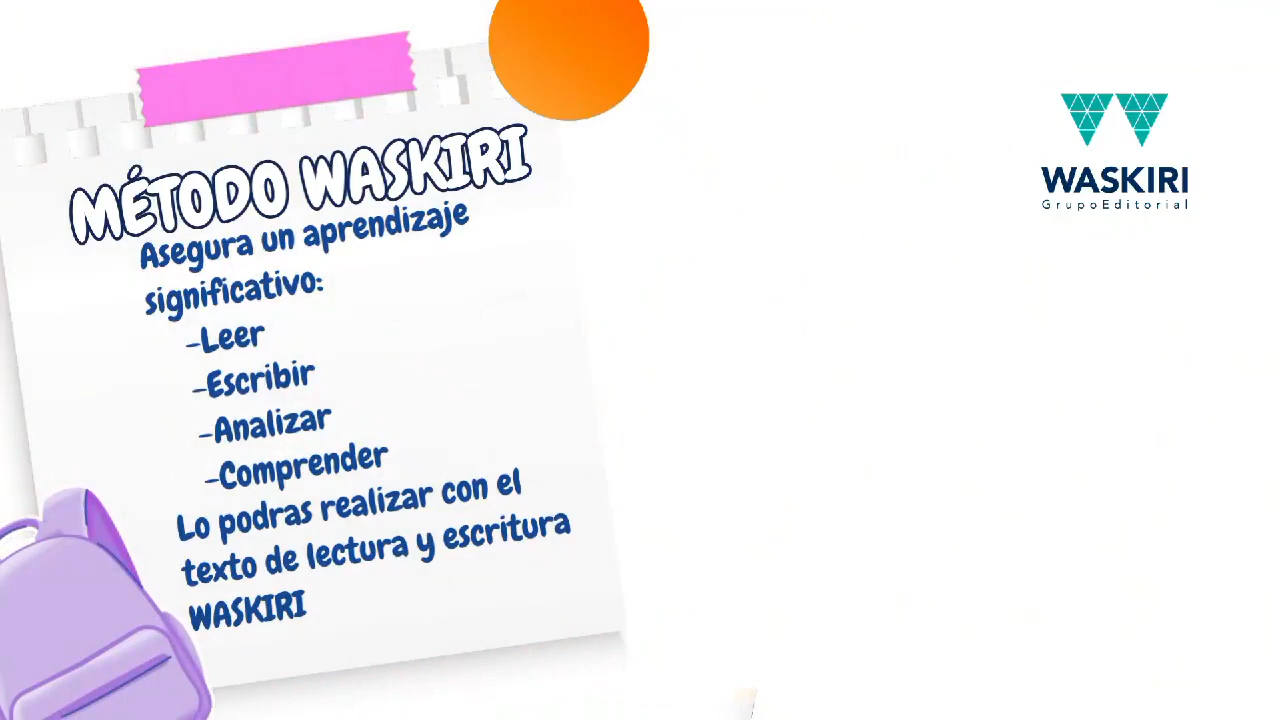 MÉTODO WASKIRI
Asegura un aprendizaje
significativo:
-Leer
-Escribir
-Analizar
-Comprender
Lo podras realizar con el
texto de lectura y escritura
WASKIRI
WASKIRI
GrupoEditorial